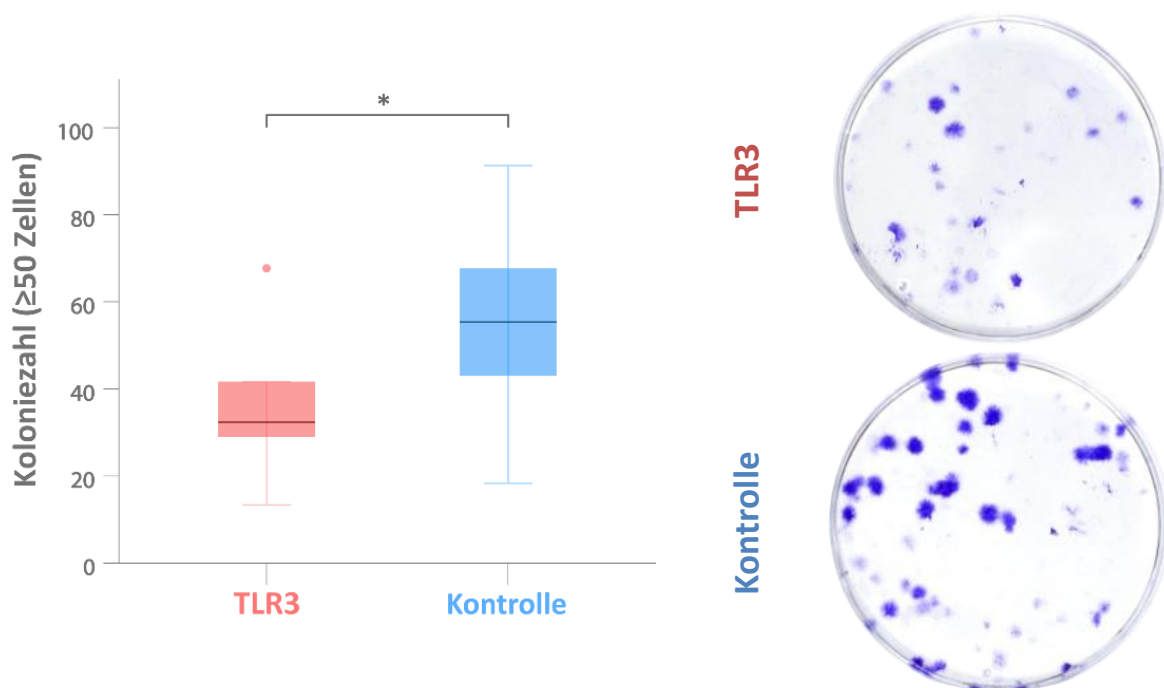 *
Koloniezahl (≥50 Zellen)
100
80
60
40
20
0
TLR3
Kontrolle
TLR3
Kontrolle